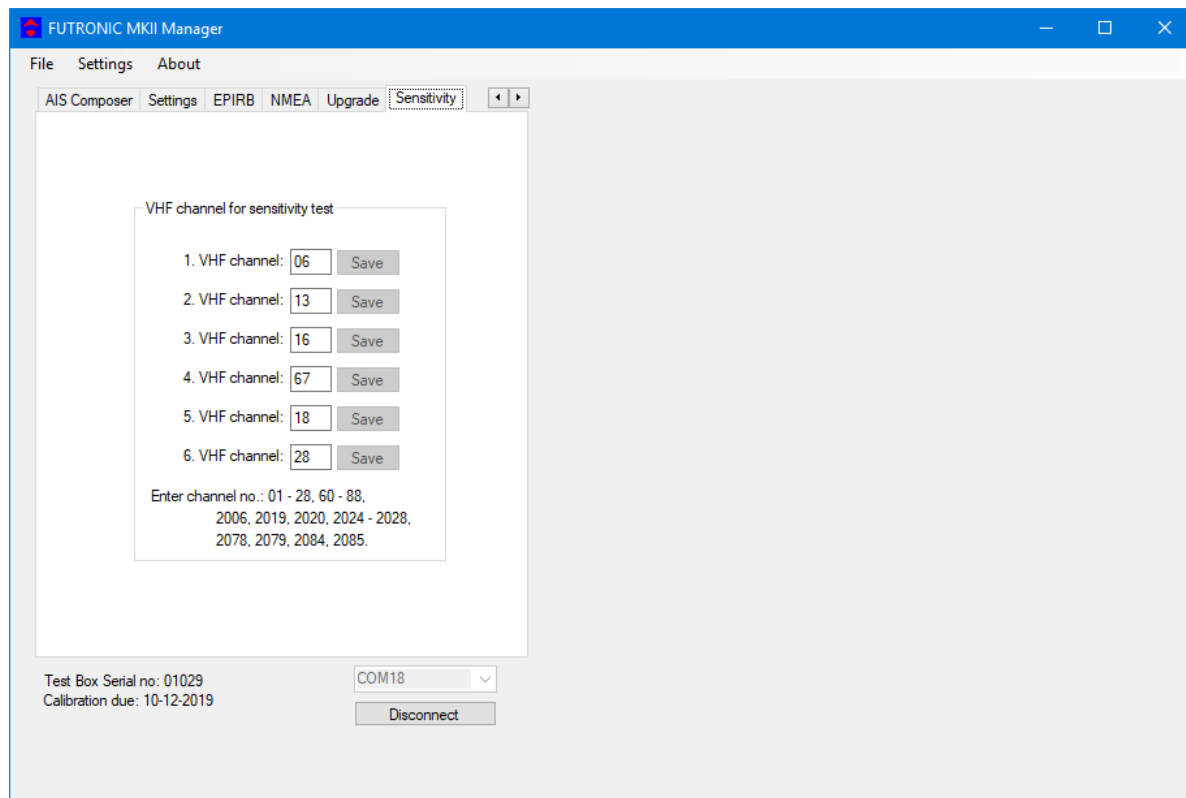 FUTRONIC MKII Manager
File Settings About
AIS Composer Settings EPIRB NMEA Upgrade Sensitivity
VHF channel for sensitivity test
1. VHF channel: 06 Save
2. VHF channel: 13 Save
3. VHF channel: 16 Save
4. VHF channel: 67 Save
5. VHF channel: 18 Save
6. VHF channel: 28 Save
Enter channel no.: 01 - 28, 60 - 88,
2006, 2019, 2020, 2024 - 2028,
2078, 2079, 2084, 2085.
Test Box Serial no: 01029
Calibration due: 10-12-2019
COM18
Disconnect